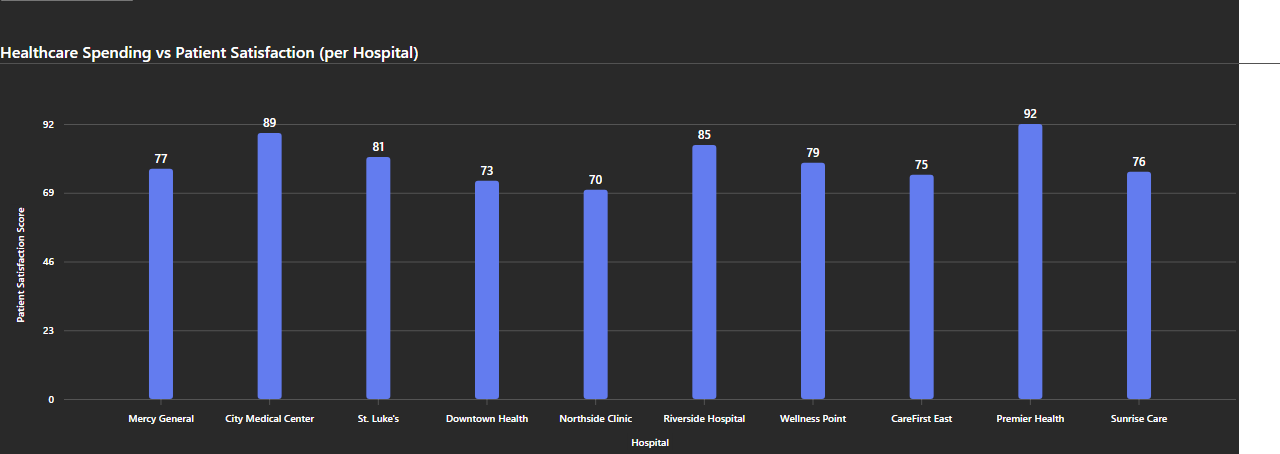 Healthcare Spending vs Patient Satisfaction (per Hospital)
92
69
46
23
0
Patient Satisfaction Score
77
89
81
73
70
85
79
75
92
76
Mercy General
City Medical Center
St. Luke's
Downtown Health
Northside Clinic
Riverside Hospital
Wellness Point
CareFirst East
Premier Health
Sunrise Care
Hospital